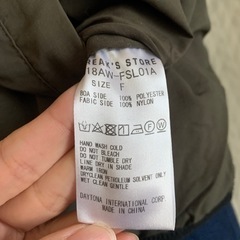 FREAK'S STORE
18AW-FSL01A
SIZE F
BOA SIDE 100% POLYESTER
FABRIC SIDE 100% NYLON
HAND WASH COLD
DO NOT BLEACH
DO NOT TUMBLE DRY
LINE DRY IN SHADE
WARM IRON
DRYCLEAN PETROLEUM SOLVENT ONLY
WET CLEAN GENTLE
DAYTONA INTERNATIONAL CORP.
MADE IN CHINA